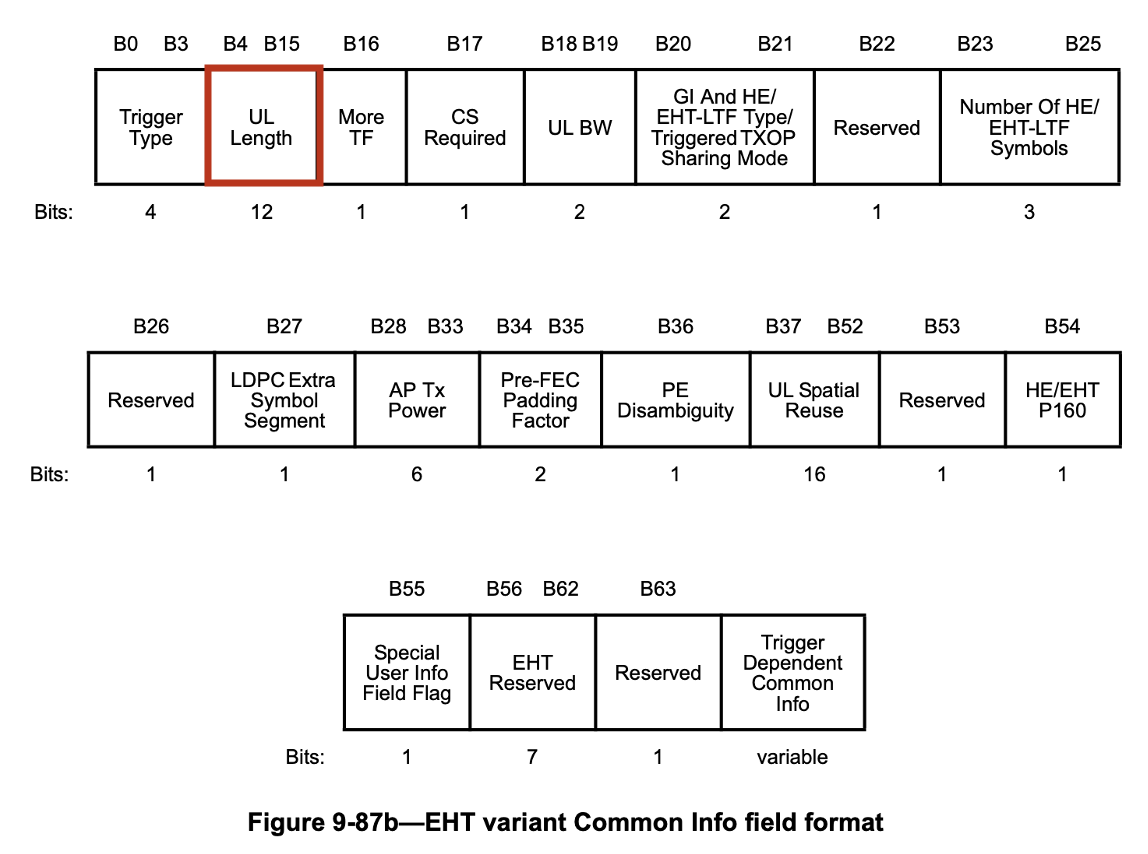 B0 B3 B4 B15 B16 B17 B18 B19 B20 B21 B22 B23 B25
Trigger
Type
UL
Length
More
TF
CS
Required
UL BW
GI And HE/
EHT-LTF Type/
Triggered TXOP
Sharing Mode
Reserved
Number Of HE/
EHT-LTF
Symbols
Bits: 4 12 1 1 2 2 1 3
B26 B27 B28 B33 B34 B35 B36 B37 B52 B53 B54
Reserved
LDPC Extra
Symbol
Segment
AP Tx
Power
Pre-FEC
Padding
Factor
PE
Disambiguity
UL Spatial
Reuse
Reserved
HE/EHT
P160
Bits: 1 1 6 2 1 16 1 1
B55 B56 B62 B63
Special
User Info
Field Flag
EHT
Reserved
Reserved
Trigger
Dependent
Common
Info
Bits: 1 7 1 variable
Figure 9-87b—EHT variant Common Info field format